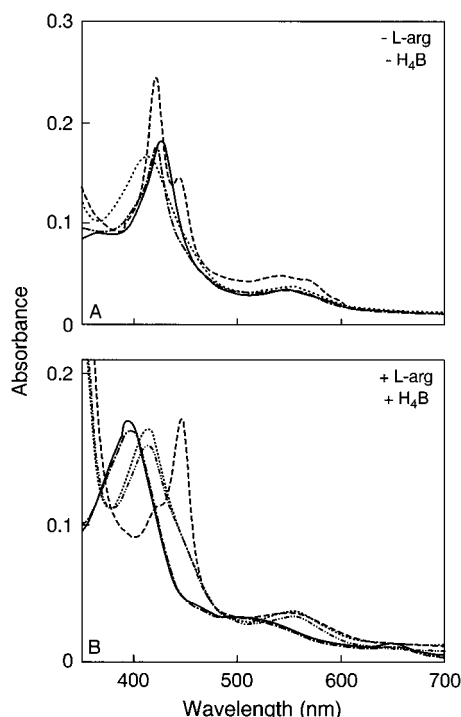 0.3
- L-arg
- H₄B
0.2
0.1
0
A
Absorbance
0.2
+ L-arg
+ H₄B
0.1
0
B
400
500
600
700
Wavelength (nm)